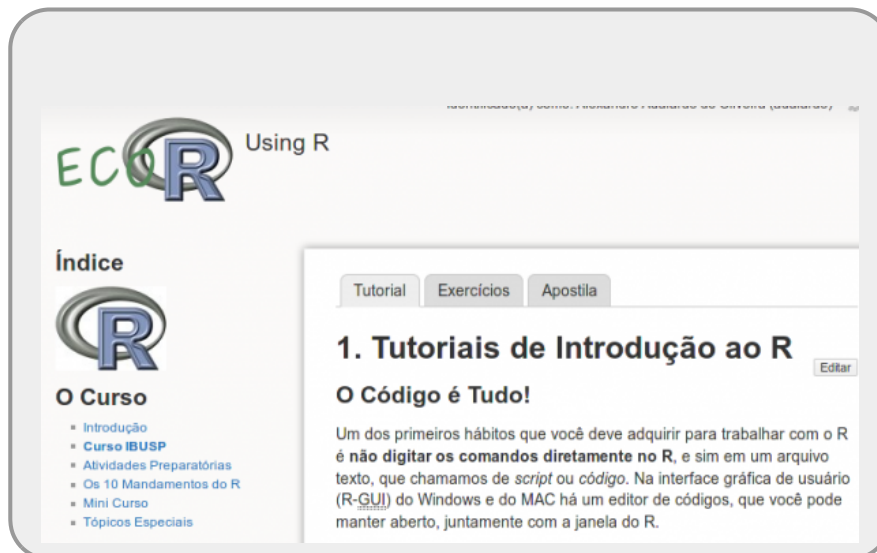 ECO R
Using R
Índice
R
O Curso
Introdução
Curso IBUSP
Atividades Preparatórias
Os 10 Mandamentos do R
Mini Curso
Tópicos Especiais
Tutorial Exercícios Apostila
1. Tutoriais de Introdução ao R
Editar
O Código é Tudo!
Um dos primeiros hábitos que você deve adquirir para trabalhar com o R
é não digitar os comandos diretamente no R, e sim em um arquivo
texto, que chamamos de script ou código. Na interface gráfica de usuário
(R-GUI) do Windows e do MAC há um editor de códigos, que você pode
manter aberto, juntamente com a janela do R.